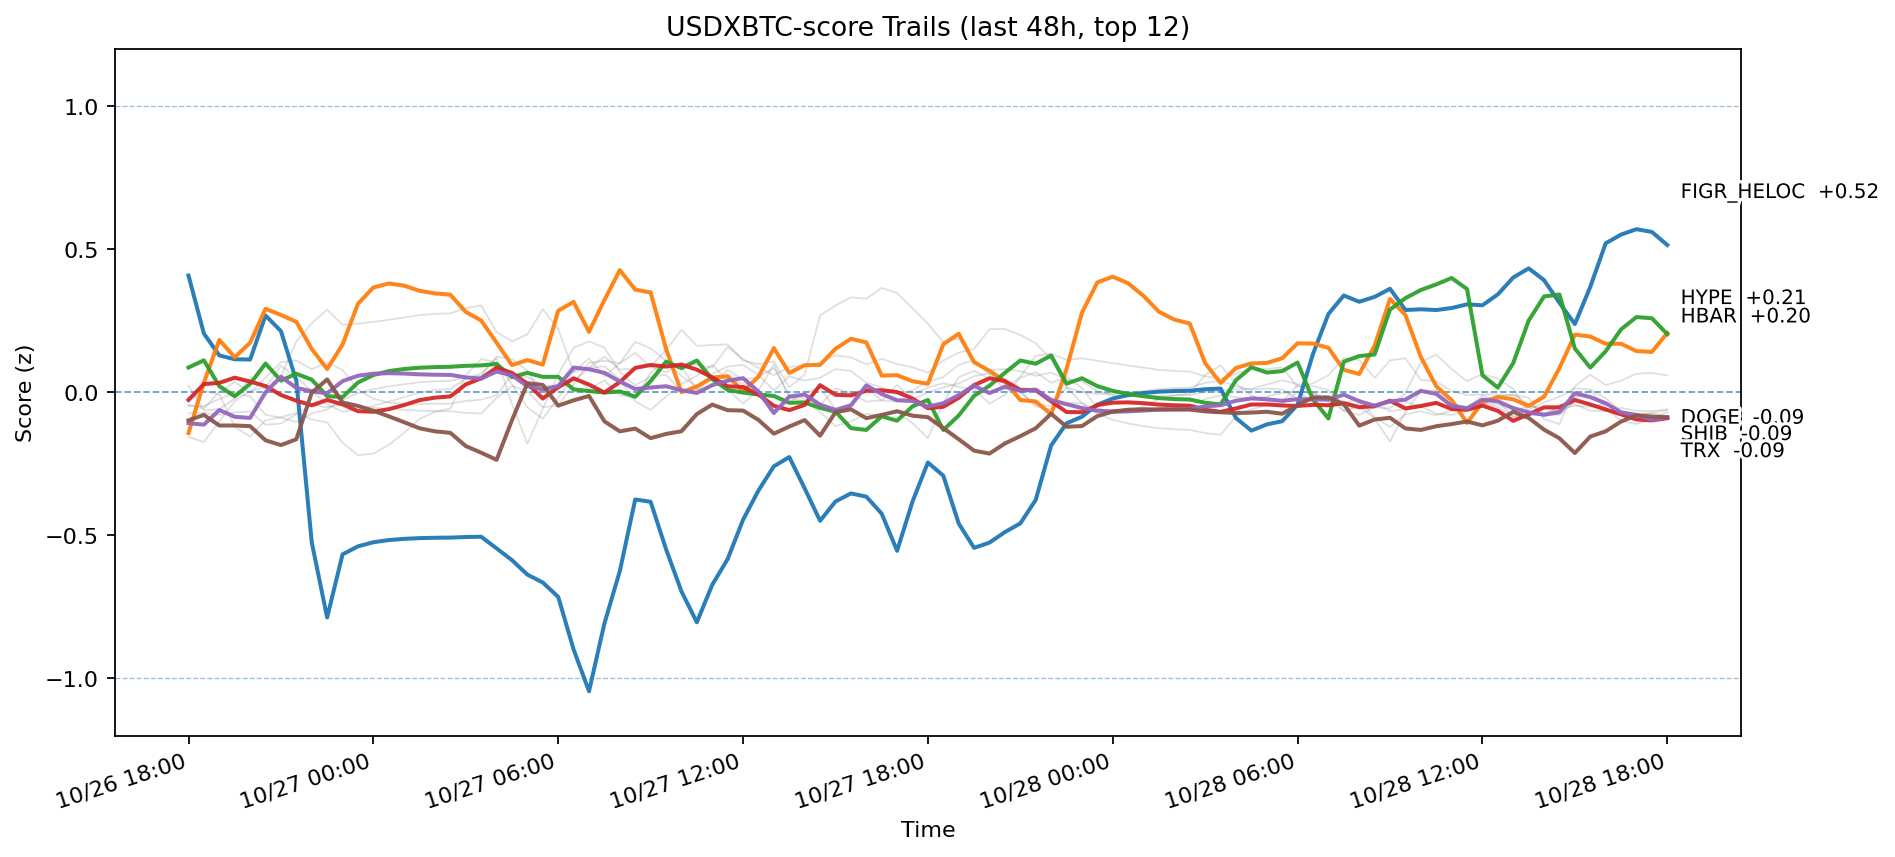 USDXBTC-score Trails (last 48h, top 12)
1.0
0.5
0.0
−0.5
−1.0
Score (z)
FIGR_HELOC +0.52
HYPE +0.21
HBAR +0.20
DOGE -0.09
SHIB -0.09
TRX -0.09
10/26 18:00
10/27 00:00
10/27 06:00
10/27 12:00
10/27 18:00
10/28 00:00
10/28 06:00
10/28 12:00
10/28 18:00
Time